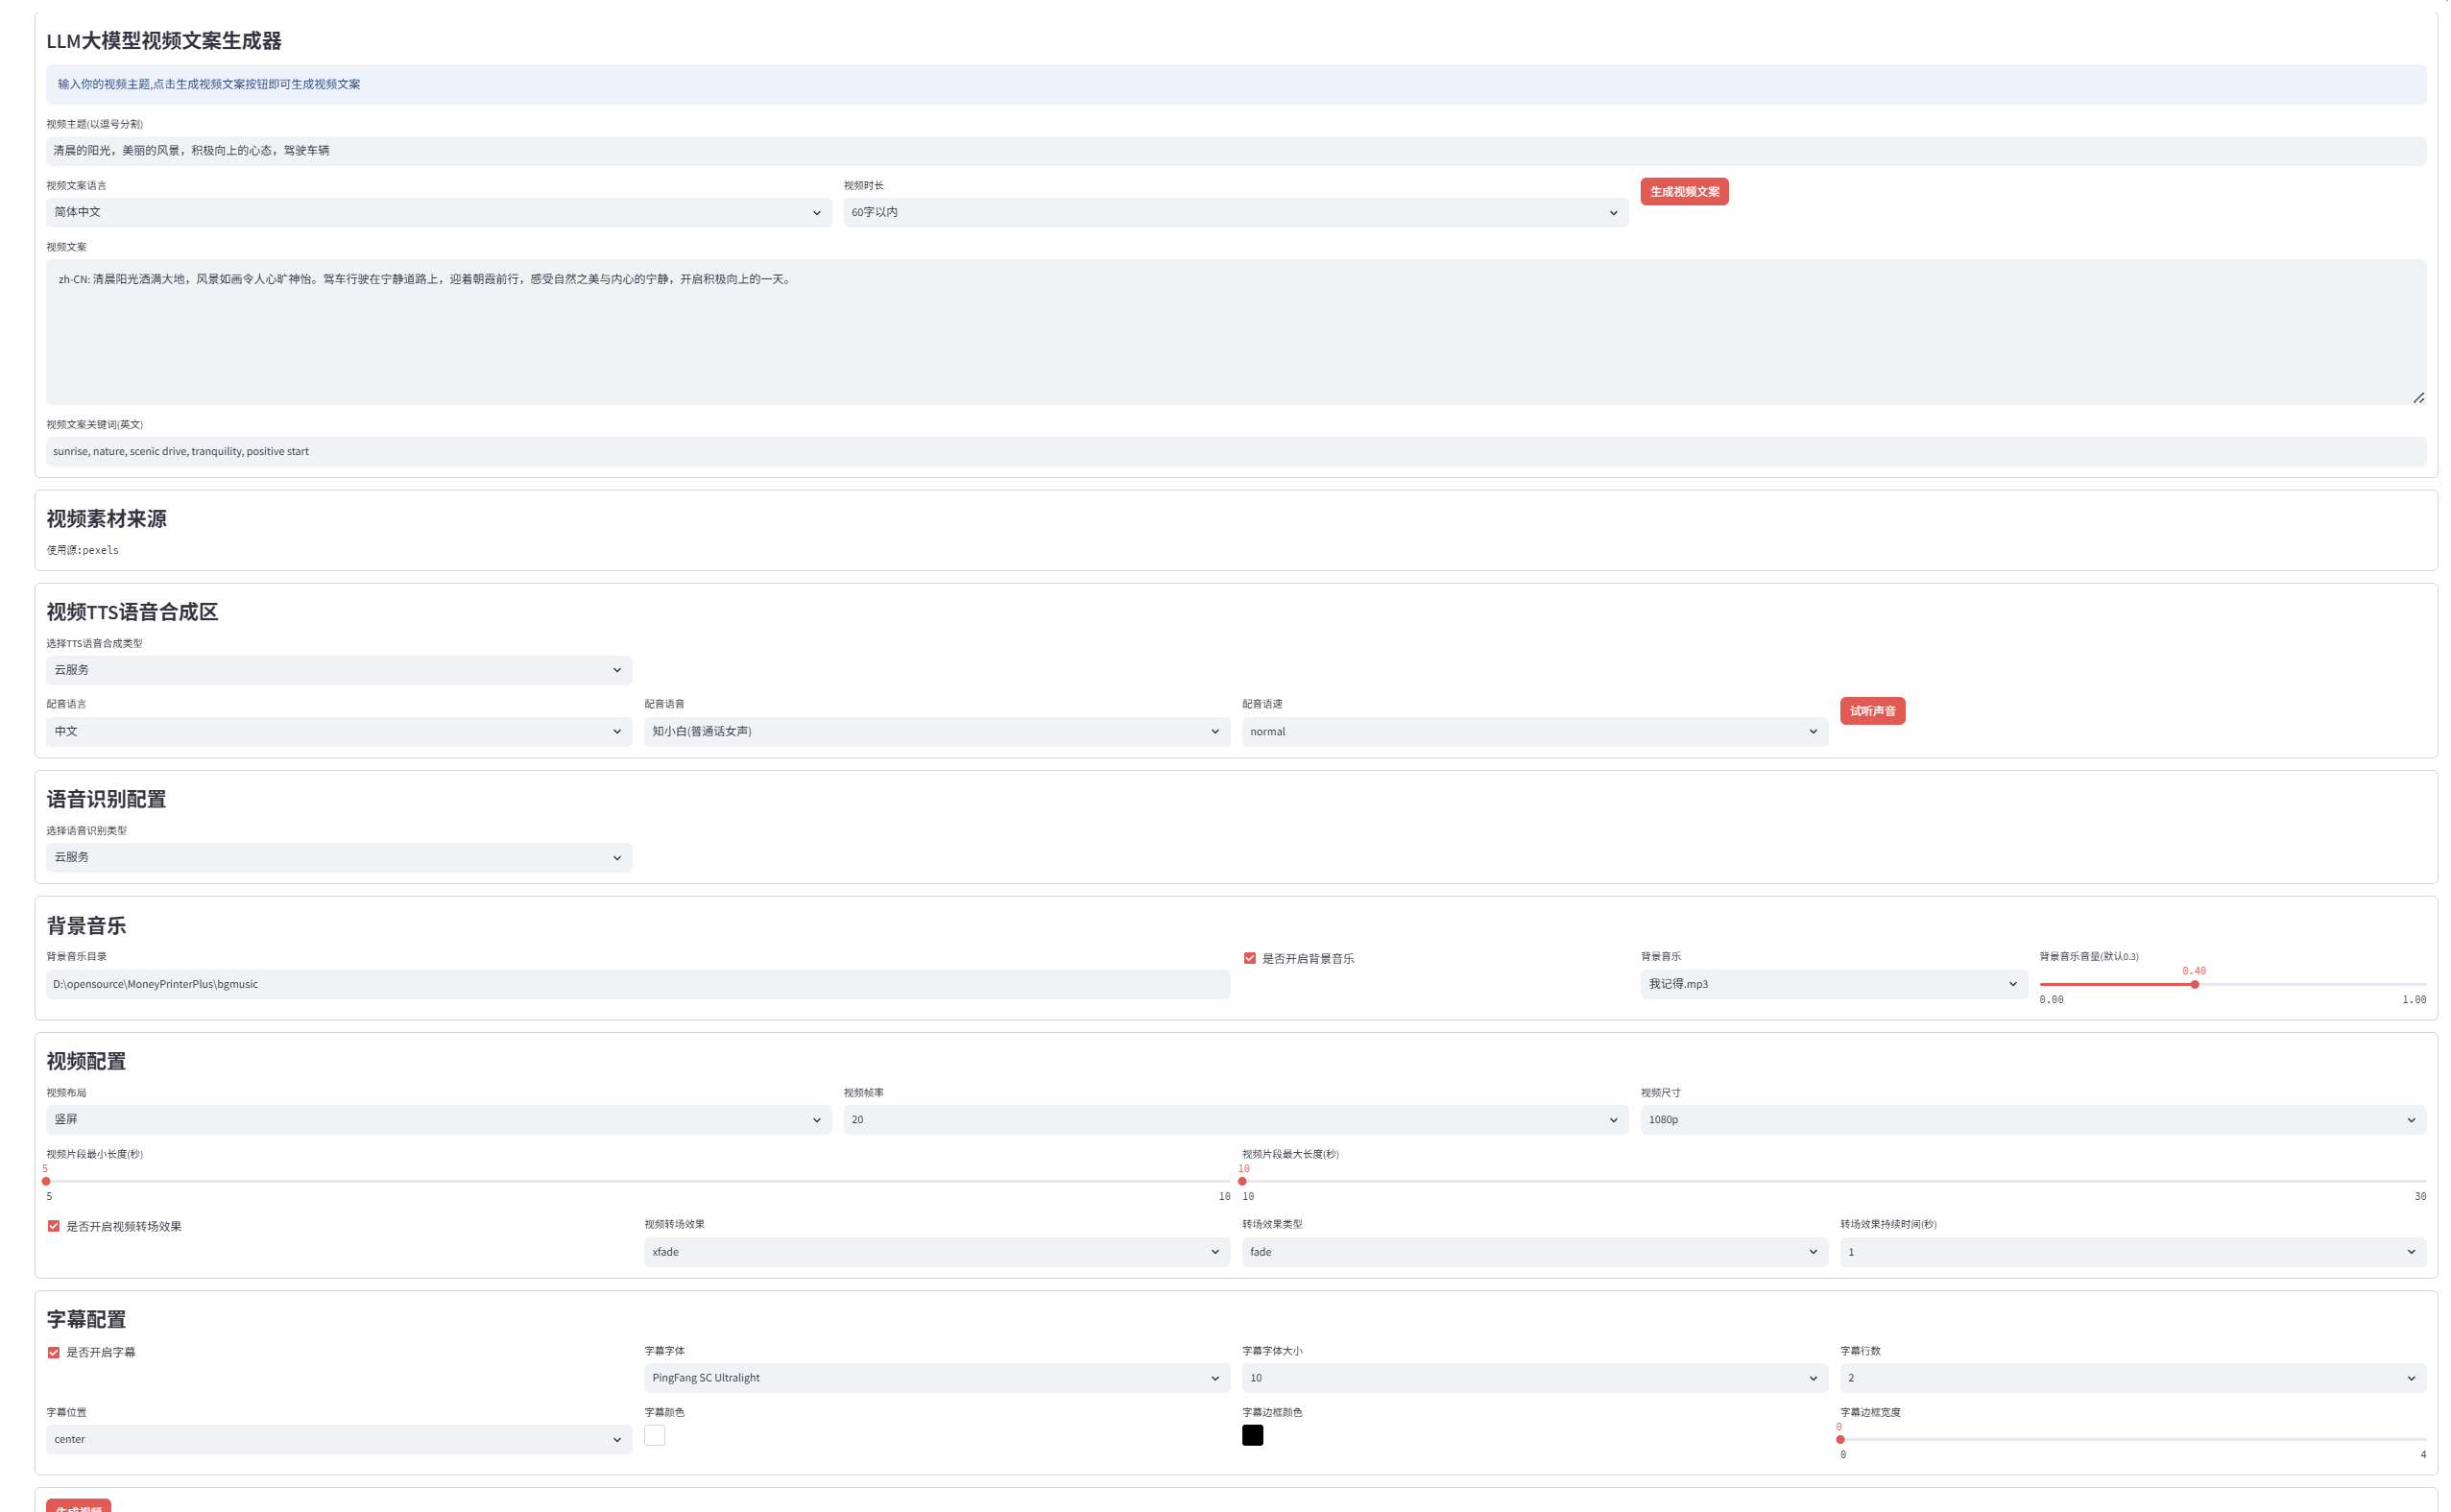 LLM大模型视频文案生成器
输入你的视频主题,点击生成视频文案按钮即可生成视频文案
视频主题(以逗号分割)
清晨的阳光，美丽的风景，积极向上的心态，驾驶车辆
视频文案语言 视频时长 生成视频文案
简体中文 60字以内
视频文案
zh-CN: 清晨阳光洒满大地，风景如画令人心旷神怡。驾车行驶在宁静道路上，迎着朝霞前行，感受自然之美与内心的宁静，开启积极向上的一天。
视频文案关键词(英文)
sunrise, nature, scenic drive, tranquility, positive start
视频素材来源
使用源:pexels
视频TTS语音合成区
选择TTS语音合成类型
云服务
配音语言 配音语音 配音语速 试听声音
中文 知小白(普通话女声) normal
语音识别配置
选择语音识别类型
云服务
背景音乐
背景音乐目录 是否开启背景音乐 背景音乐 背景音乐音量(默认0.3)
0.40
D:\opensource\MoneyPrinterPlus\bgmusic 我记得.mp3
0.00 1.00
视频配置
视频布局 视频帧率 视频尺寸
竖屏 20 1080p
视频片段最小长度(秒) 视频片段最大长度(秒)
5 10
5 10 10 30
是否开启视频转场效果 视频转场效果 转场效果类型 转场效果持续时间(秒)
xfade fade 1
字幕配置
是否开启字幕 字幕字体 字幕字体大小 字幕行数
PingFang SC Ultralight 10 2
字幕位置 字幕颜色 字幕边框颜色 字幕边框宽度
0
center
0 4
生成视频